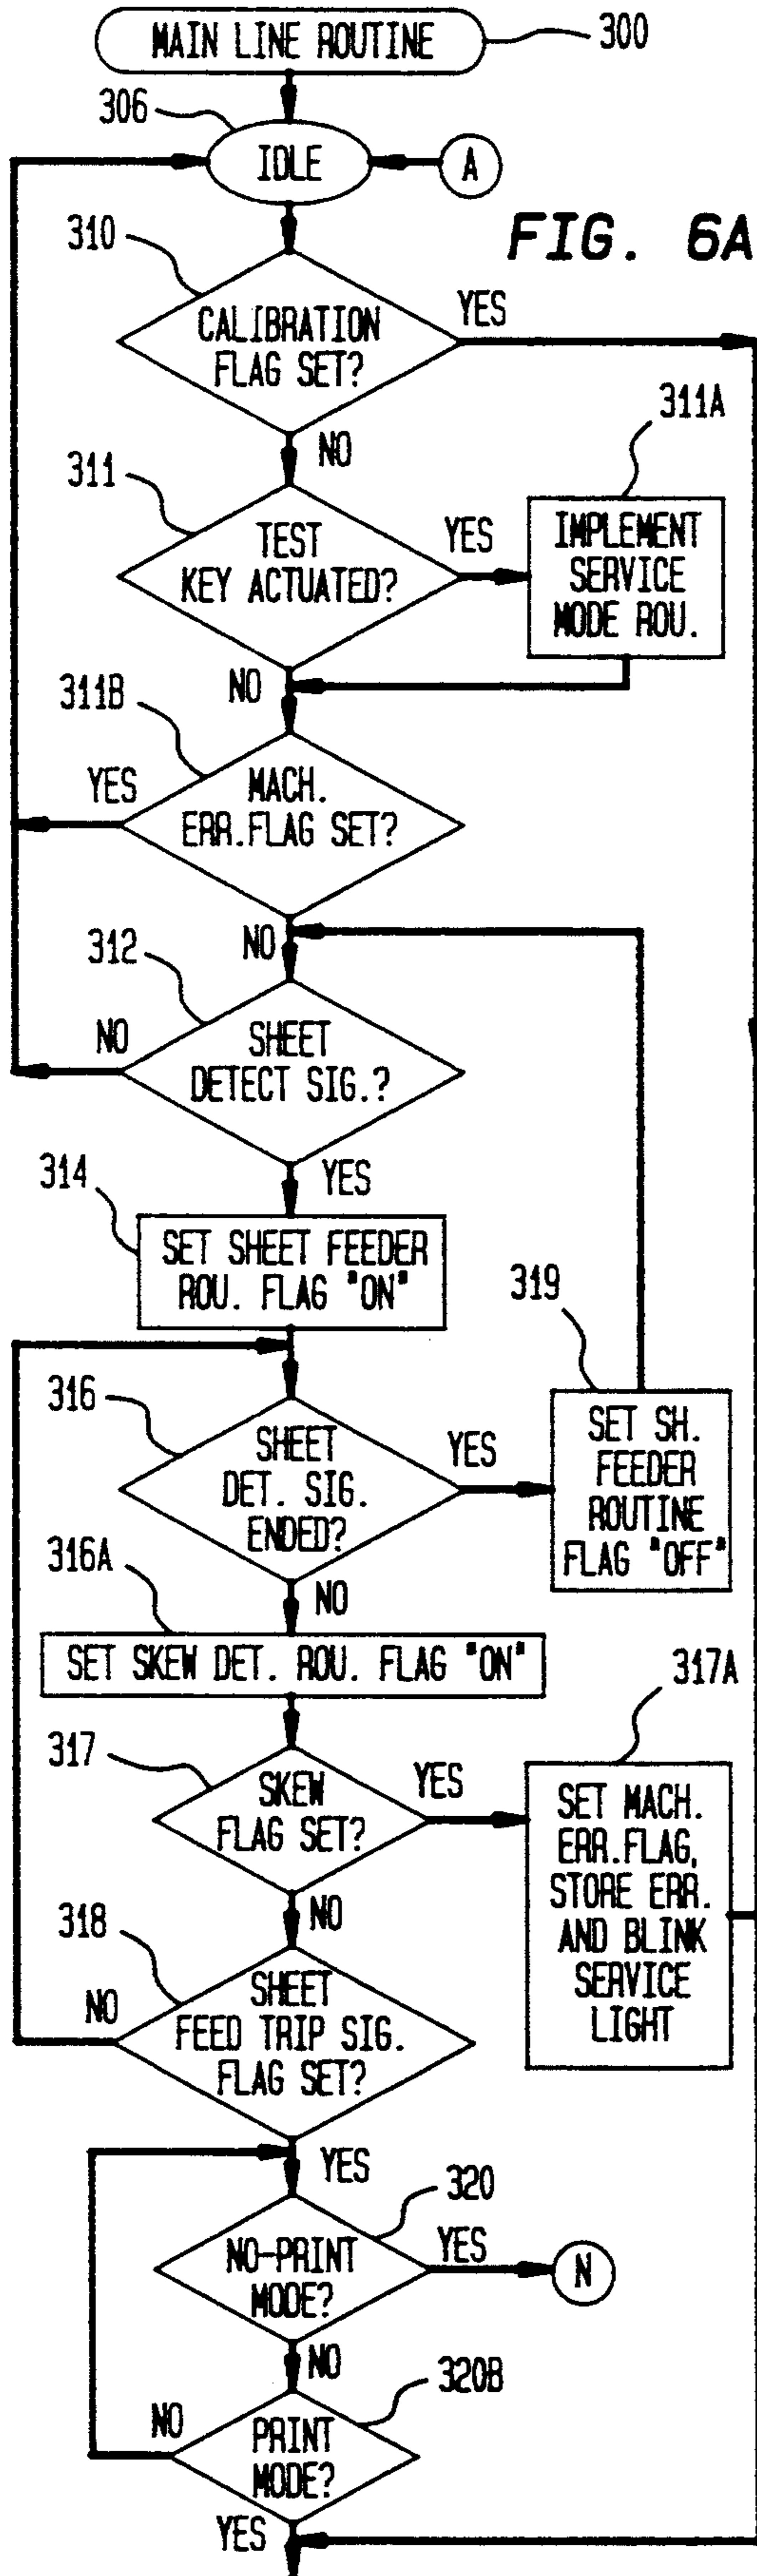 MAIN LINE ROUTINE
300
306
IDLE
A
FIG. 6A
310
CALIBRATION
FLAG SET?
YES
NO
311
TEST
KEY ACTUATED?
YES
311A
IMPLEMENT
SERVICE
MODE ROU.
NO
311B
MACH.
ERR.FLAG SET?
YES
NO
312
SHEET
DETECT SIG.?
NO
YES
314
SET SHEET FEEDER
ROU. FLAG "ON"
316
SHEET
DET. SIG.
ENDED?
YES
319
SET SH.
FEEDER
ROUTINE
FLAG "OFF"
NO
316A
SET SKEW DET. ROU. FLAG "ON"
317
SKEW
FLAG SET?
YES
317A
SET MACH.
ERR.FLAG,
STORE ERR.
AND BLINK
SERVICE
LIGHT
NO
318
SHEET
FEED TRIP SIG.
FLAG SET?
NO
YES
320
NO-PRINT
MODE?
YES
N
NO
320B
PRINT
MODE?
NO
YES